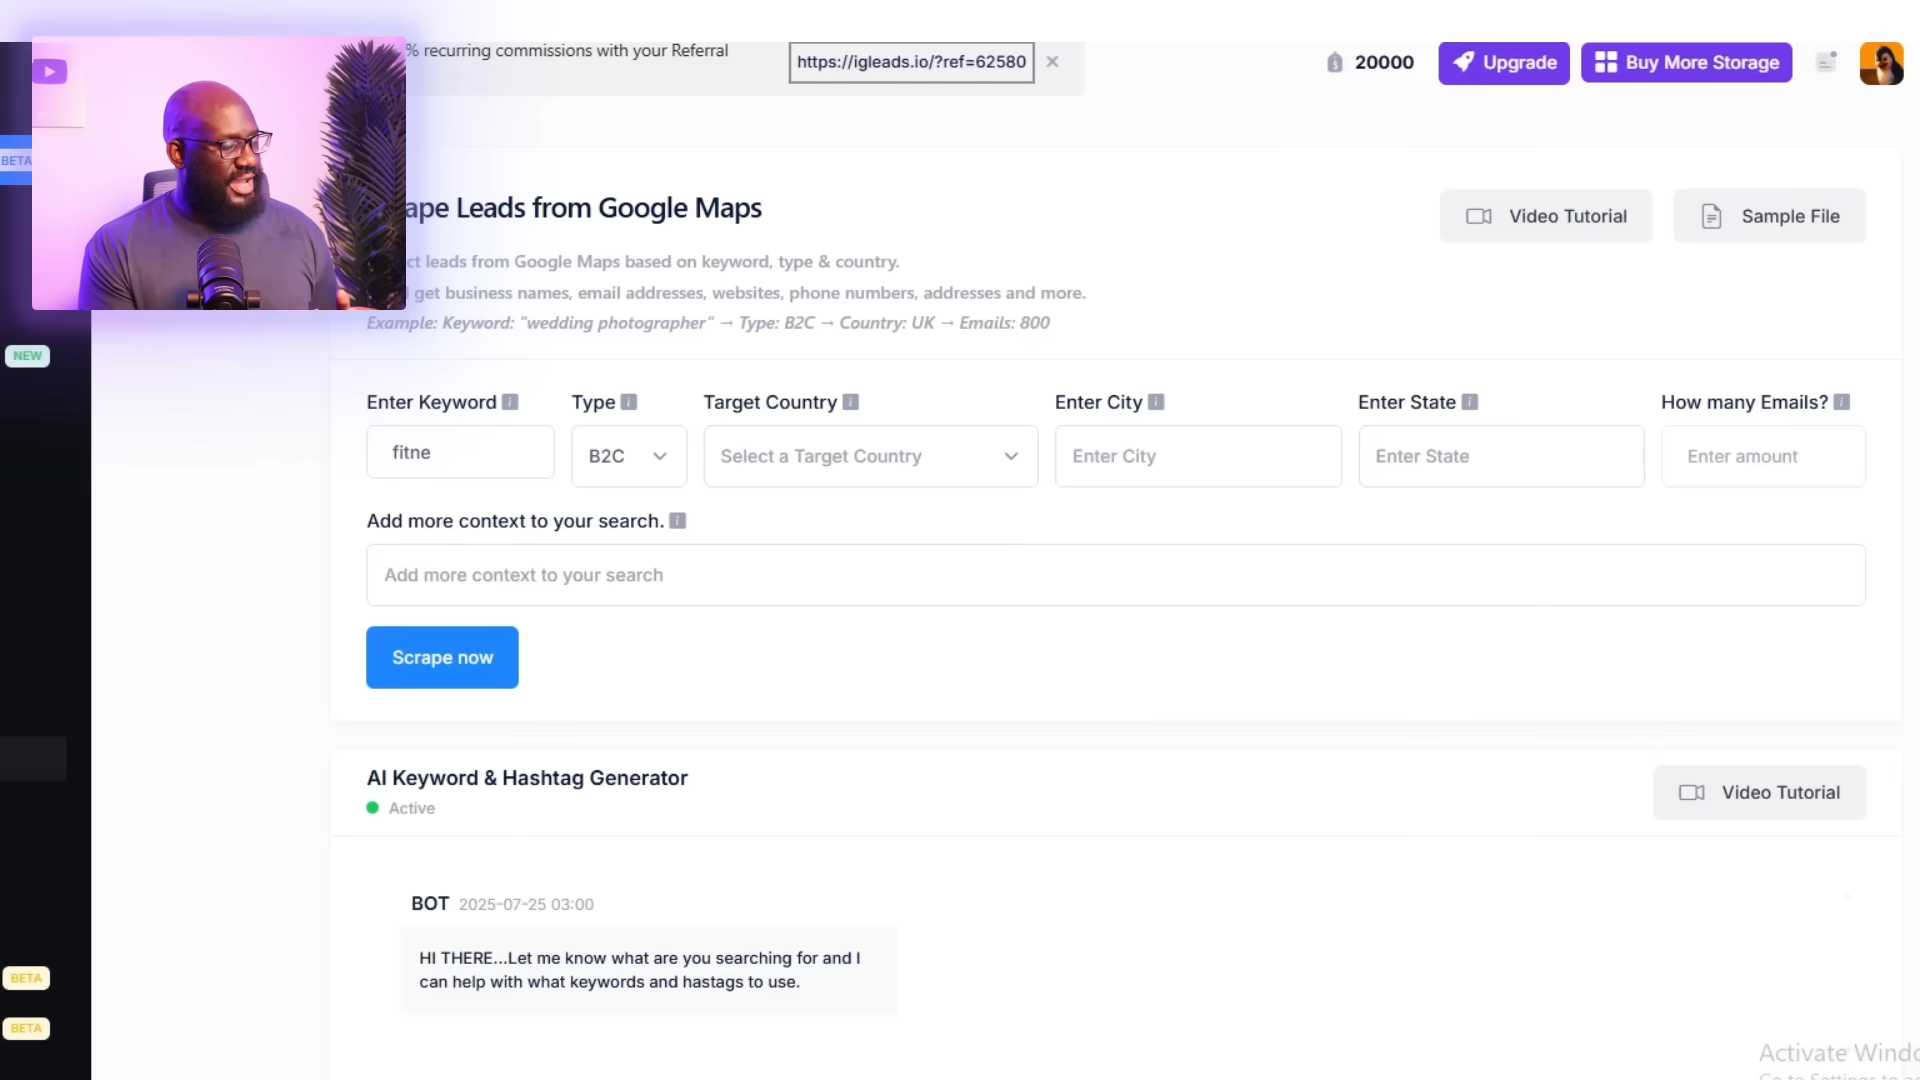 % recurring commissions with your Referral
https://igleads.io/?ref=62580
20000
Upgrade
Buy More Storage
BETA
ape Leads from Google Maps
Video Tutorial
Sample File
ct leads from Google Maps based on keyword, type & country.
get business names, email addresses, websites, phone numbers, addresses and more.
Example: Keyword: "wedding photographer" → Type: B2C → Country: UK → Emails: 800
NEW
Enter Keyword
Type
Target Country
Enter City
Enter State
How many Emails?
fitne
B2C
Select a Target Country
Enter City
Enter State
Enter amount
Add more context to your search.
Add more context to your search
Scrape now
AI Keyword & Hashtag Generator
Active
Video Tutorial
BOT 2025-07-25 03:00
HI THERE...Let me know what are you searching for and I
can help with what keywords and hastags to use.
BETA
BETA
Activate Windo